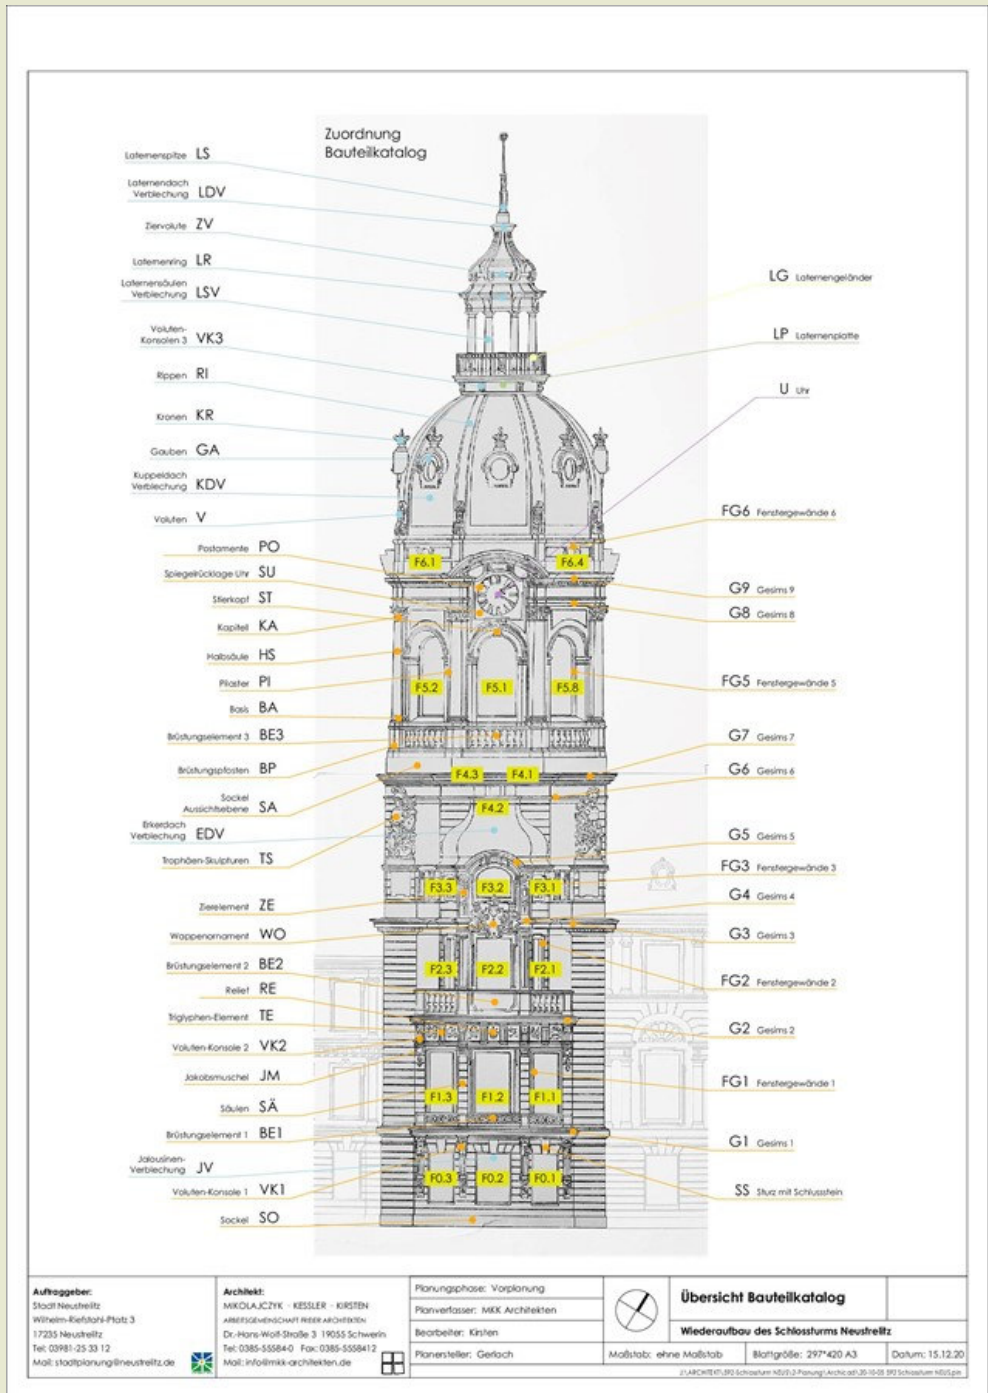 Zuordnung
Bauteilkatalog
Laternenspitze LS
Laternendach
Verblechung LDV
Ziervolute ZV
Laternenring LR
Laternensäulen
Verblechung LSV
Voluten-
Konsolen 3 VK3
Rippen RI
Kronen KR
Gauben GA
Kuppeldach
Verblechung KDV
Voluten V
Postamente PO
Spiegelrücklage Uhr SU
Stierkopf ST
Kapitell KA
Halbsäule HS
Pilaster PI
Basis BA
Brüstungselement 3 BE3
Brüstungspfosten BP
Sockel
Aussichtsebene SA
Erkerdach
Verblechung EDV
Trophäen-Skulpturen TS
Zierelement ZE
Wappenornament WO
Brüstungselement 2 BE2
Relief RE
Triglyphen-Element TE
Voluten-Konsole 2 VK2
Jakobsmuschel JM
Säulen SÄ
Brüstungselement 1 BE1
Jalousinen-
Verblechung JV
Voluten-Konsole 1 VK1
Sockel SO
F6.1 F6.4
F5.2 F5.1 F5.8
F4.3 F4.1
F4.2
F3.3 F3.2 F3.1
F2.3 F2.2 F2.1
F1.3 F1.2 F1.1
F0.3 F0.2 F0.1
LG Laternengeländer
LP Laternenplatte
U Uhr
FG6 Fenstergewände 6
G9 Gesims 9
G8 Gesims 8
FG5 Fenstergewände 5
G7 Gesims 7
G6 Gesims 6
G5 Gesims 5
FG3 Fenstergewände 3
G4 Gesims 4
G3 Gesims 3
FG2 Fenstergewände 2
G2 Gesims 2
FG1 Fenstergewände 1
G1 Gesims 1
SS Sturz mit Schlussstein
Auftraggeber:
Stadt Neustrelitz
Wilhelm-Riefstahl-Platz 3
17235 Neustrelitz
Tel: 03981-25 33 12
Mail: stadtplanung@neustrelitz.de
Architekt:
MIKOLAJCZYK · KESSLER · KIRSTEN
ARBEITSGEMEINSCHAFT FREIER ARCHITEKTEN
Dr.-Hans-Wolf-Straße 3 19055 Schwerin
Tel: 0385-55584-0 Fax: 0385-5558412
Mail: info@mkk-architekten.de
Planungsphase: Vorplanung
Planverfasser: MKK Architekten
Bearbeiter: Kirsten
Planersteller: Gerlach
Übersicht Bauteilkatalog
Wiederaufbau des Schlossturms Neustrelitz
Maßstab: ohne Maßstab
Blattgröße: 297*420 A3
Datum: 15.12.20